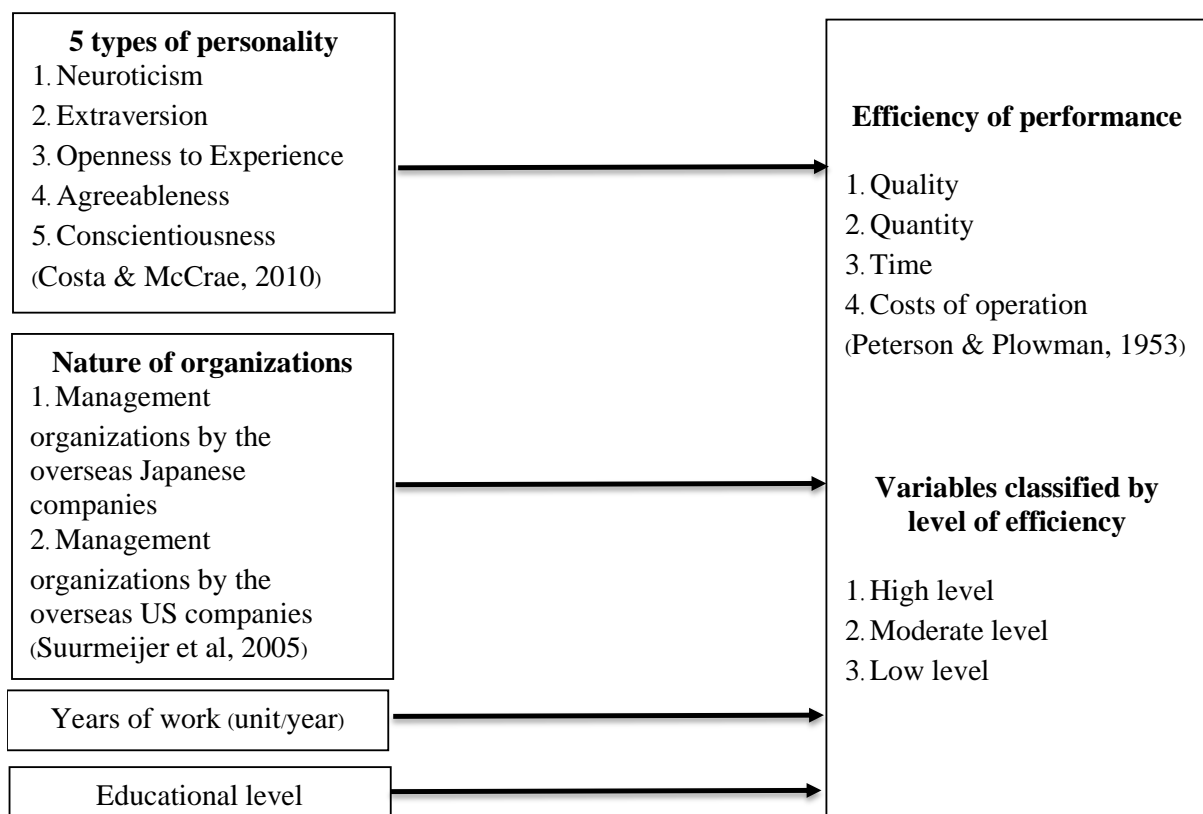 5 types of personality
1. Neuroticism
2. Extraversion
3. Openness to Experience
4. Agreeableness
5. Conscientiousness
(Costa & McCrae, 2010)
Nature of organizations
1. Management
organizations by the
overseas Japanese
companies
2. Management
organizations by the
overseas US companies
(Suurmeijer et al, 2005)
Years of work (unit/year)
Educational level
Efficiency of performance
1. Quality
2. Quantity
3. Time
4. Costs of operation
(Peterson & Plowman, 1953)
Variables classified by
level of efficiency
1. High level
2. Moderate level
3. Low level